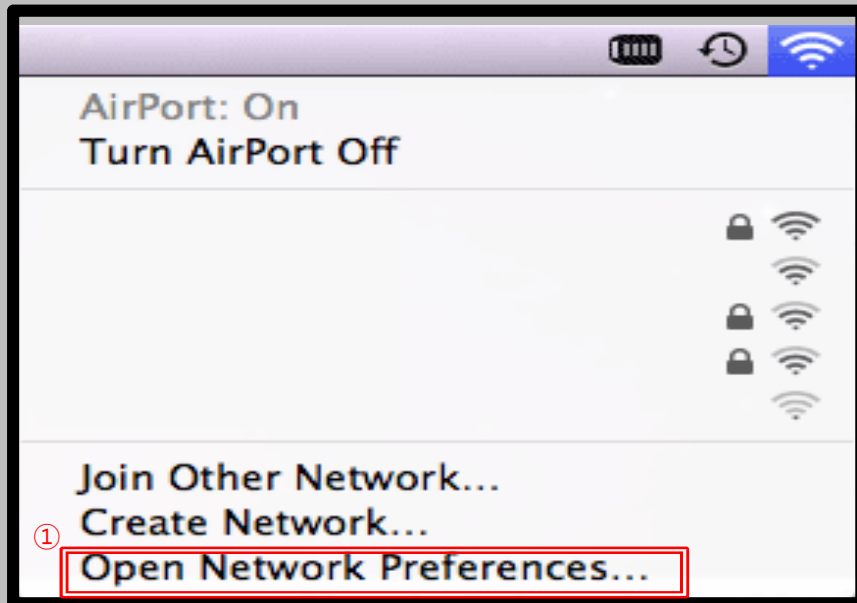 AirPort: On
Turn AirPort Off
Join Other Network...
Create Network...
①
Open Network Preferences...